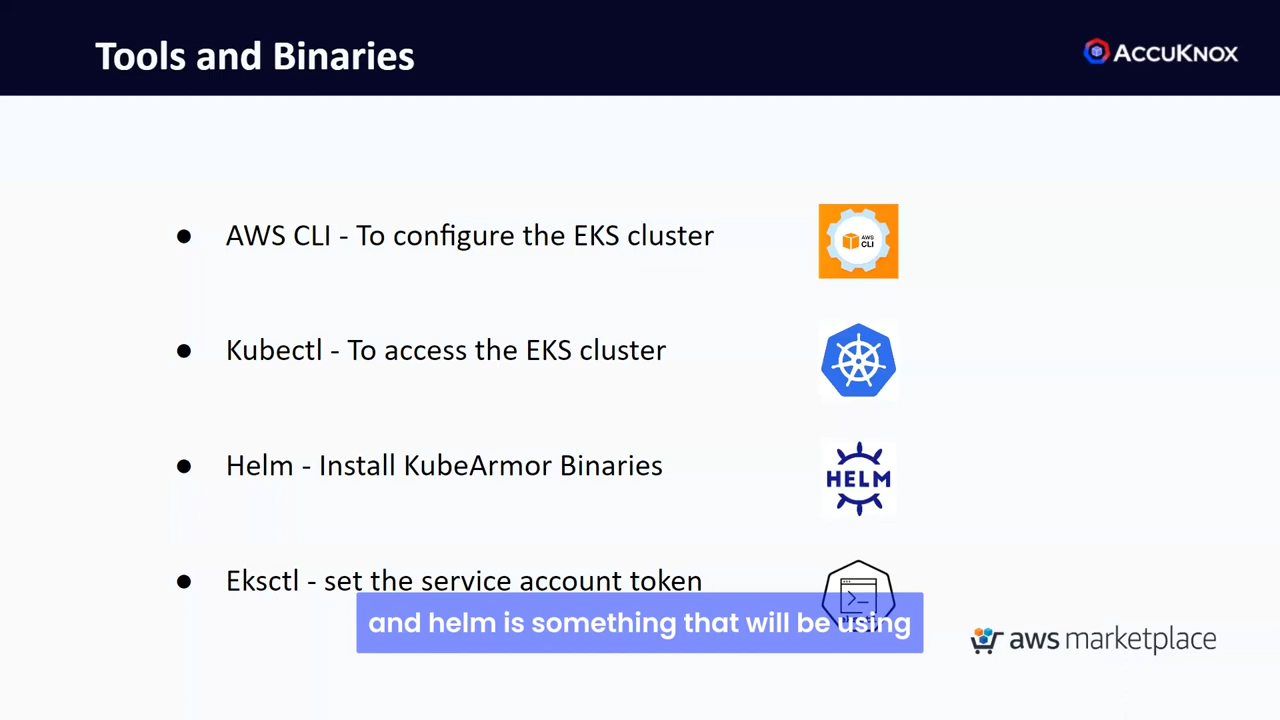 Tools and Binaries
ACCUKNOX
● AWS CLI - To configure the EKS cluster
AWS
CLI
● Kubectl - To access the EKS cluster
● Helm - Install KubeArmor Binaries
HELM
● Eksctl - set the service account token
and helm is something that will be using
aws marketplace